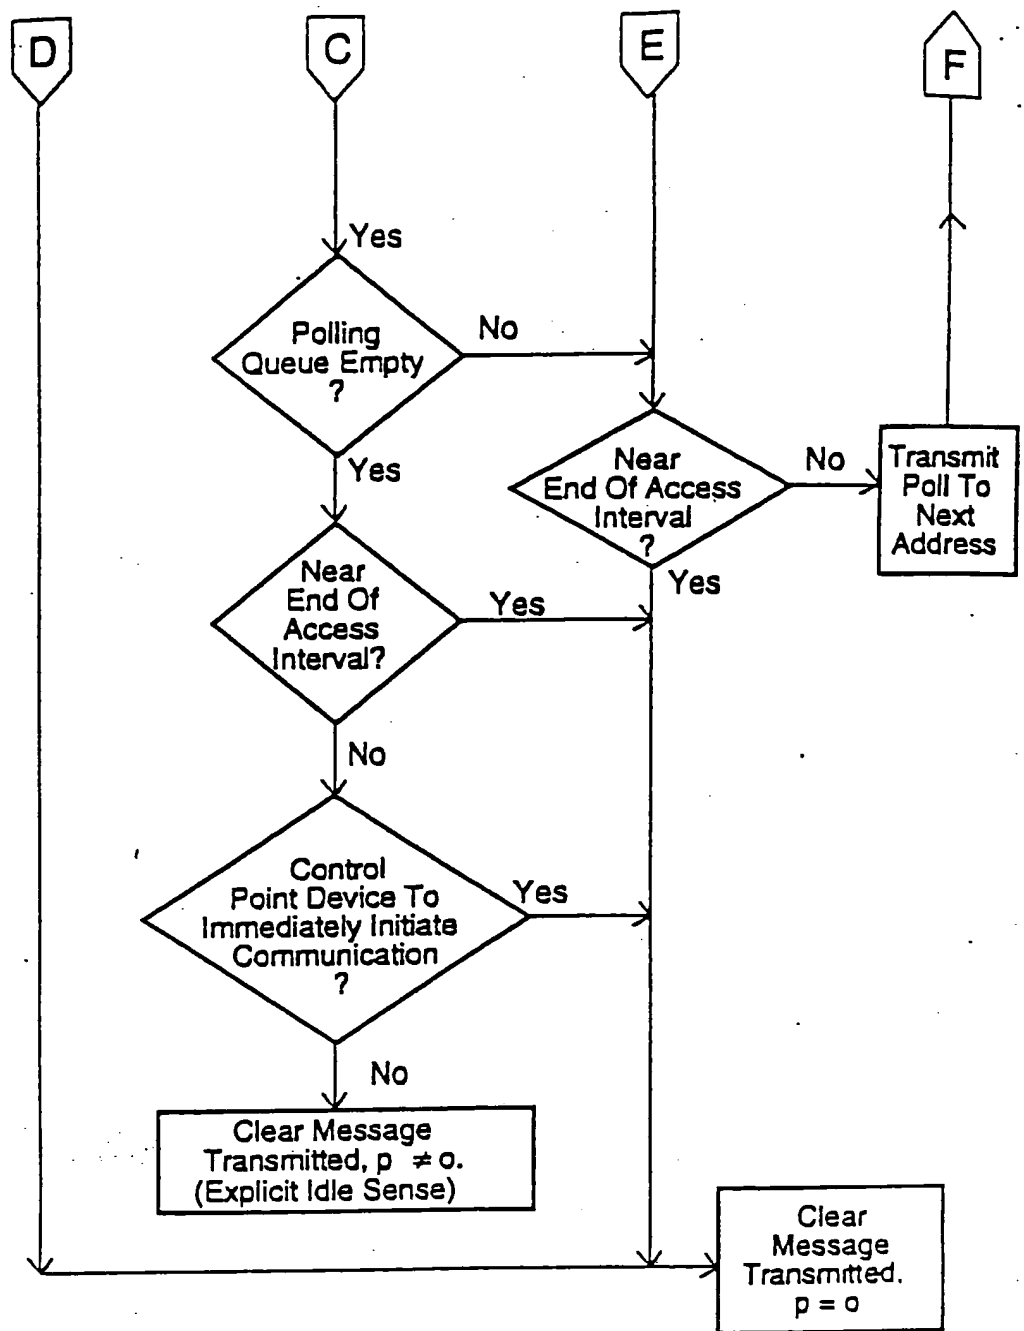 D
C
E
F
Yes
Polling
Queue Empty
?
No
Yes
Near
End Of Access
Interval
?
No
Transmit
Poll To
Next
Address
Yes
Near
End Of
Access
Interval?
Yes
No
Control
Point Device To
Immediately Initiate
Communication
?
Yes
No
Clear Message
Transmitted, p ≠ o.
(Explicit Idle Sense)
Clear
Message
Transmitted.
p = o